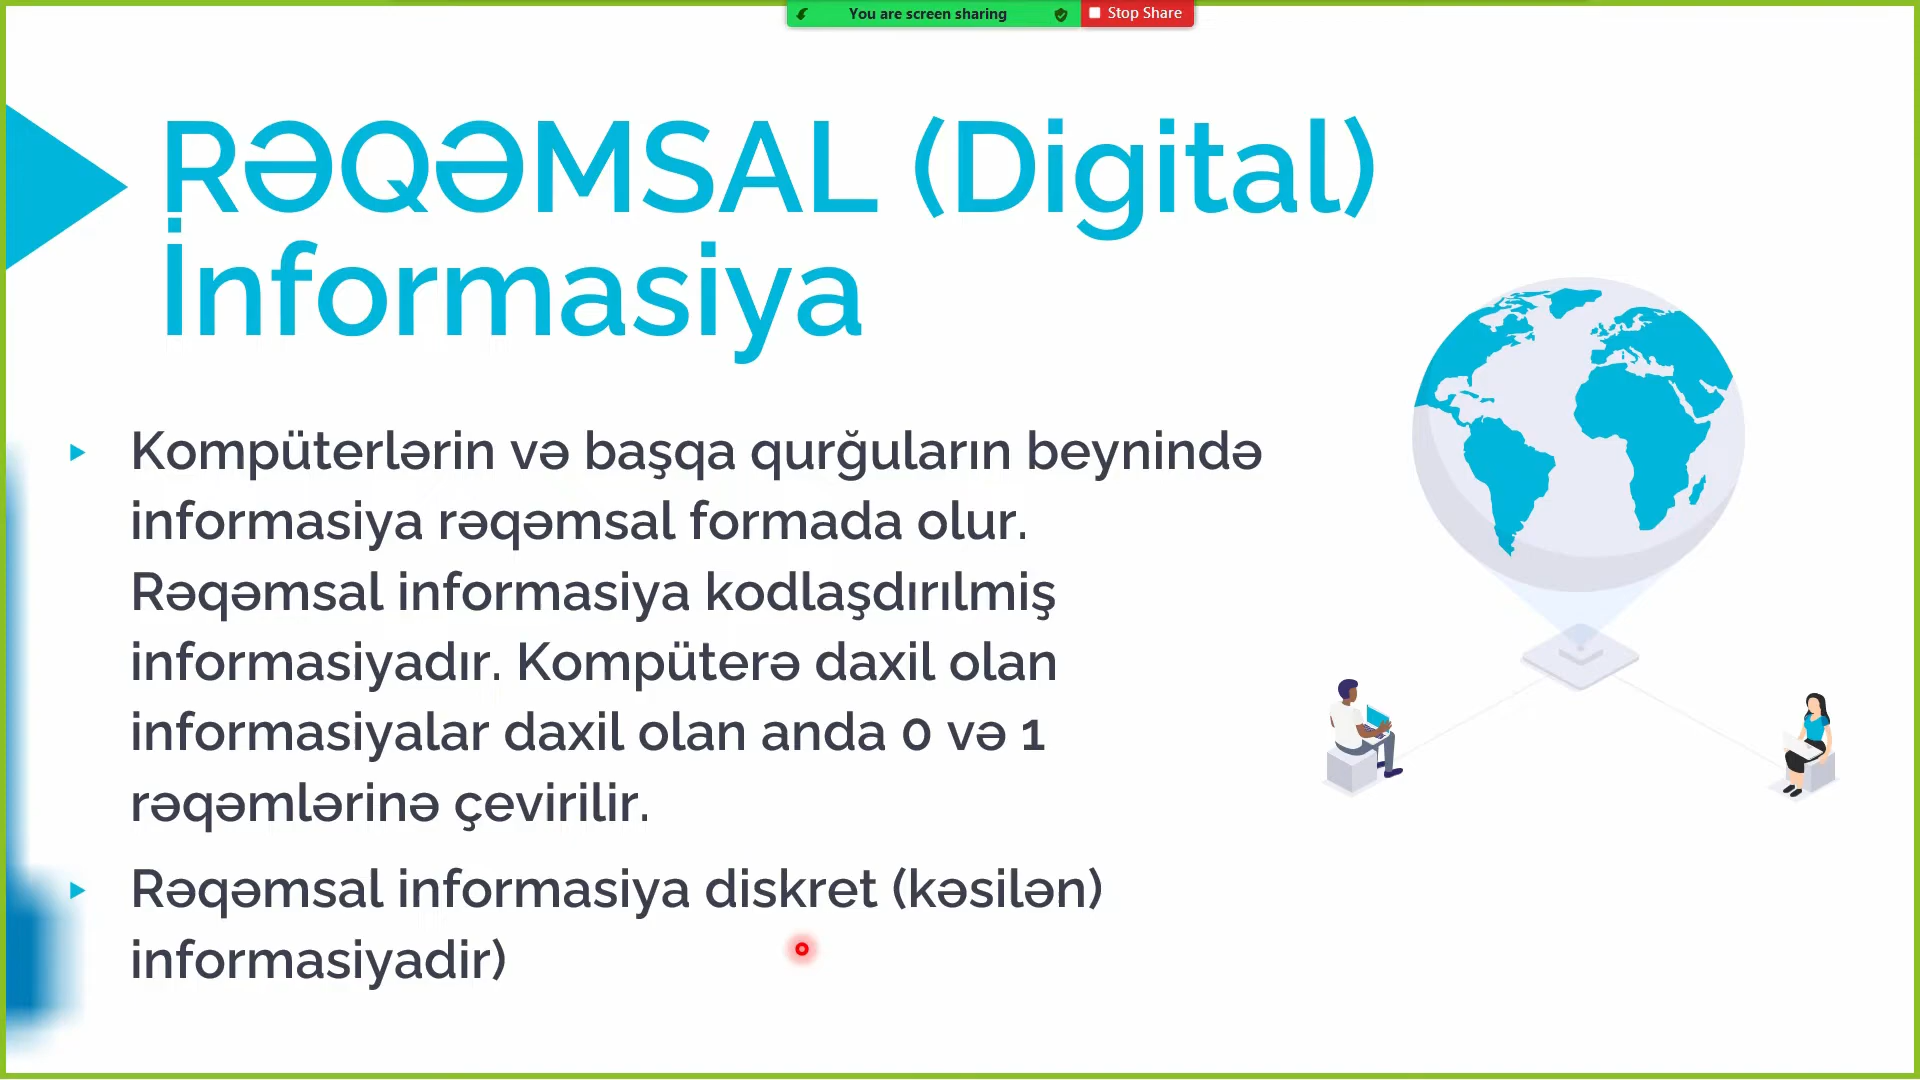 You are screen sharing
Stop Share
RƏQƏMSAL (Digital)
İnformasiya
Kompüterlərin və başqa qurğuların beynində
informasiya rəqəmsal formada olur.
Rəqəmsal informasiya kodlaşdırılmiş
informasiyadır. Kompüterə daxil olan
informasiyalar daxil olan anda 0 və 1
rəqəmlərinə çevirilir.
Rəqəmsal informasiya diskret (kəsilən)
informasiyadir)